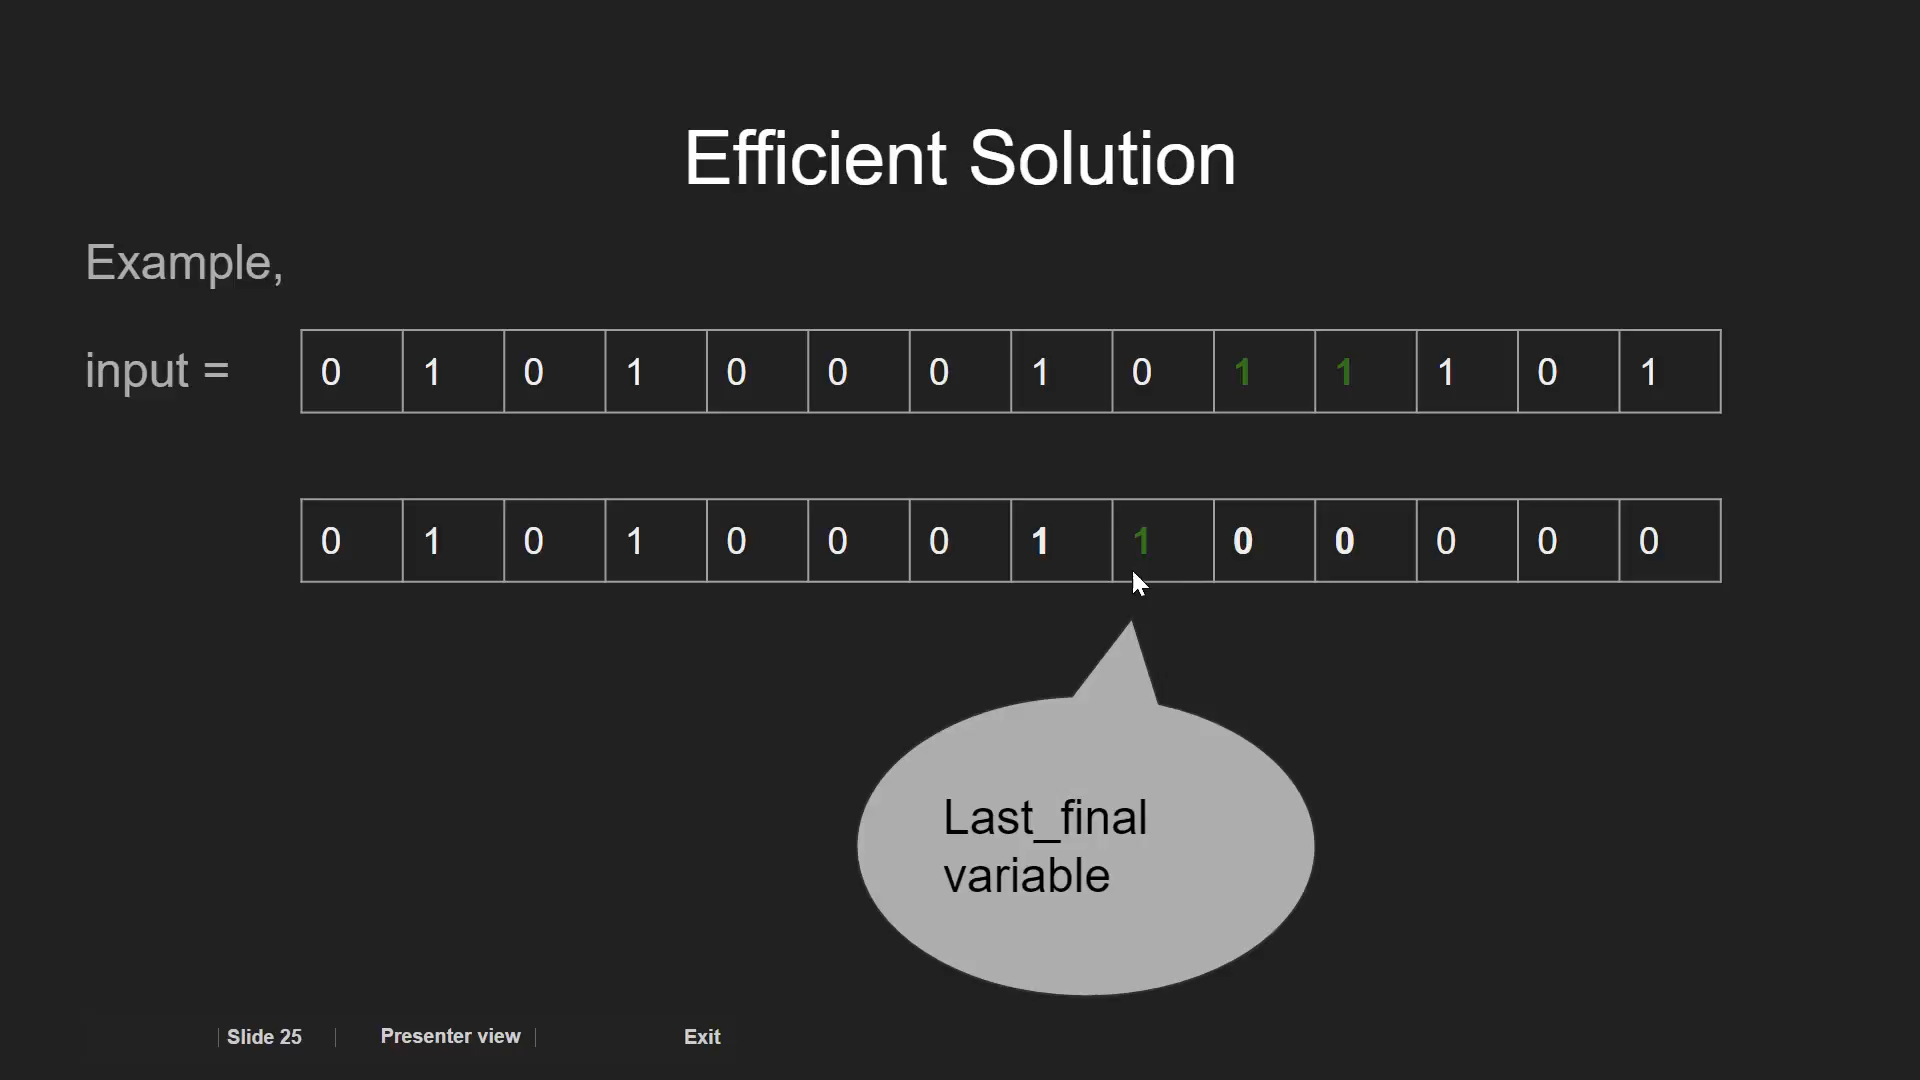 Efficient Solution
Example,
input = 0 1 0 1 0 0 0 1 0 1 1 1 0 1
0 1 0 1 0 0 0 1 1 0 0 0 0 0
Last_final
variable
Slide 25 Presenter view Exit